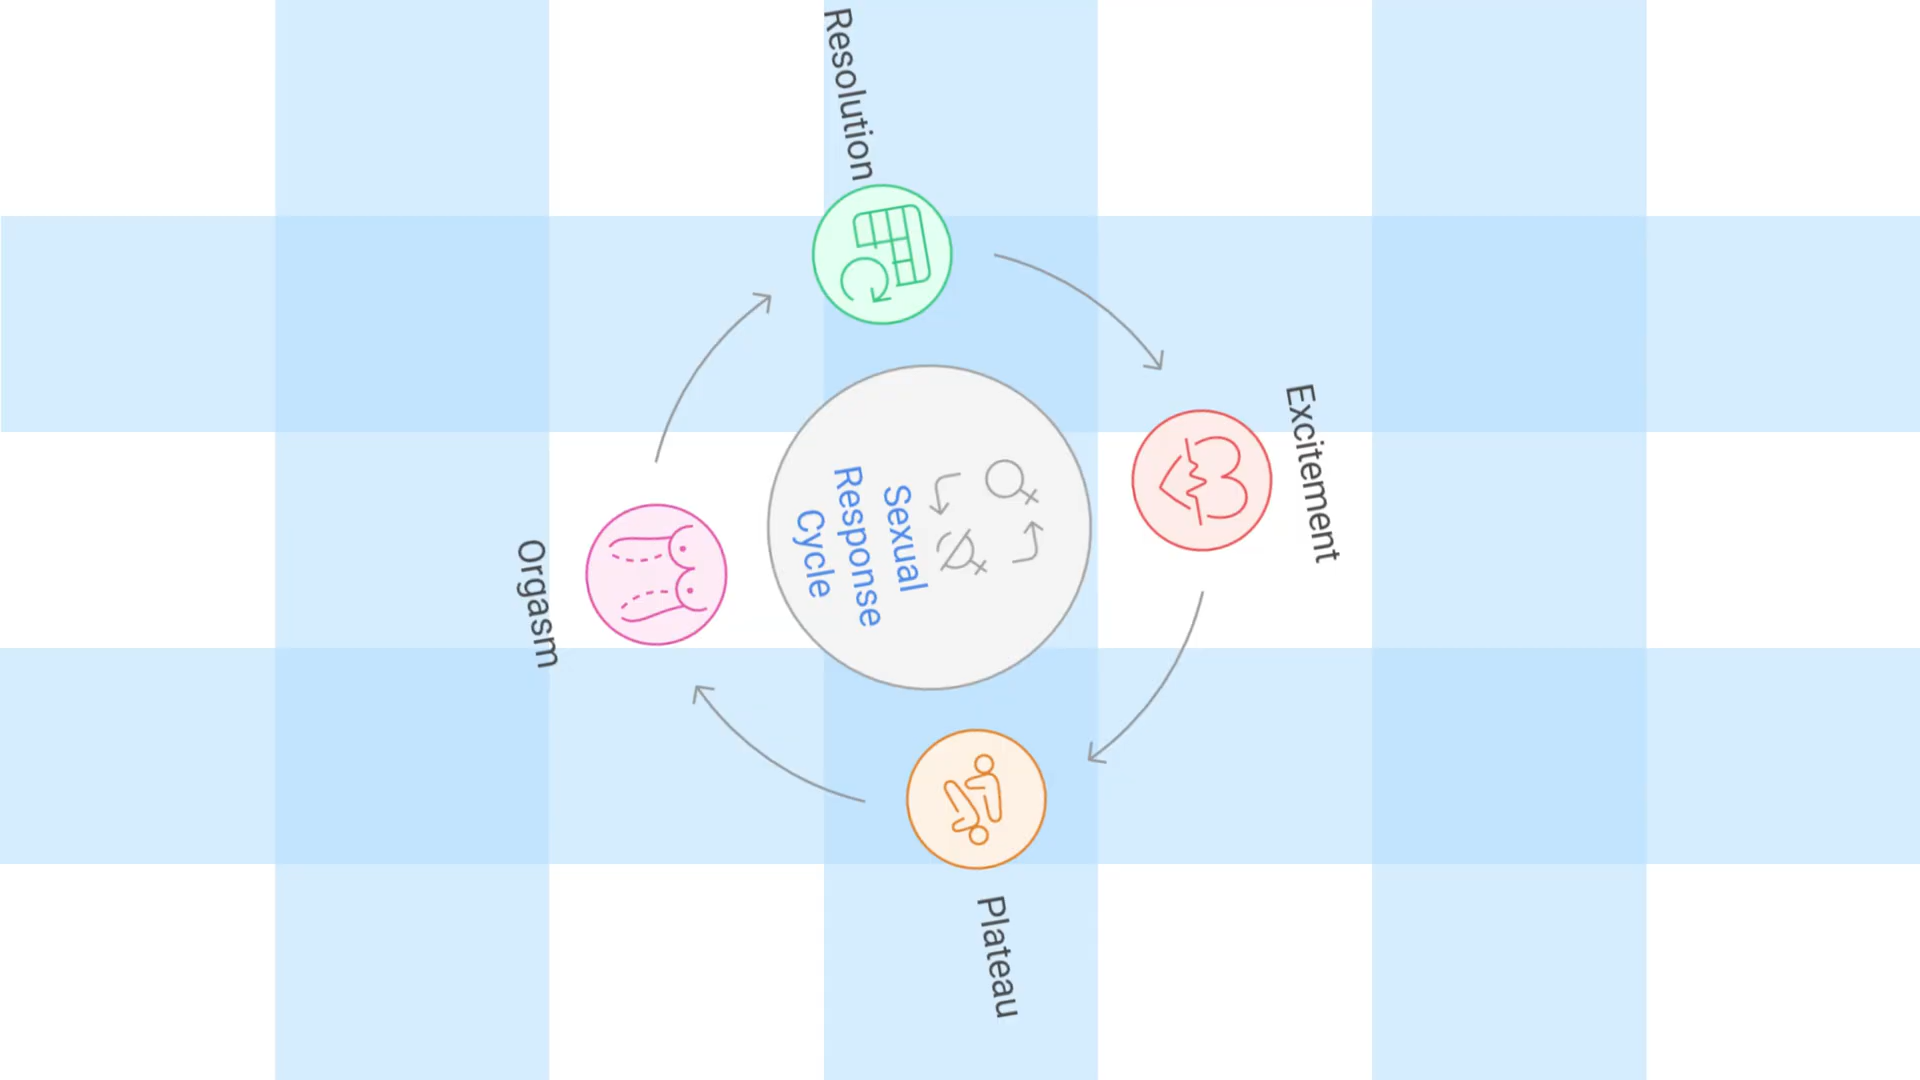 Excitement
Resolution
Sexual
Response
Cycle
Plateau
Orgasm